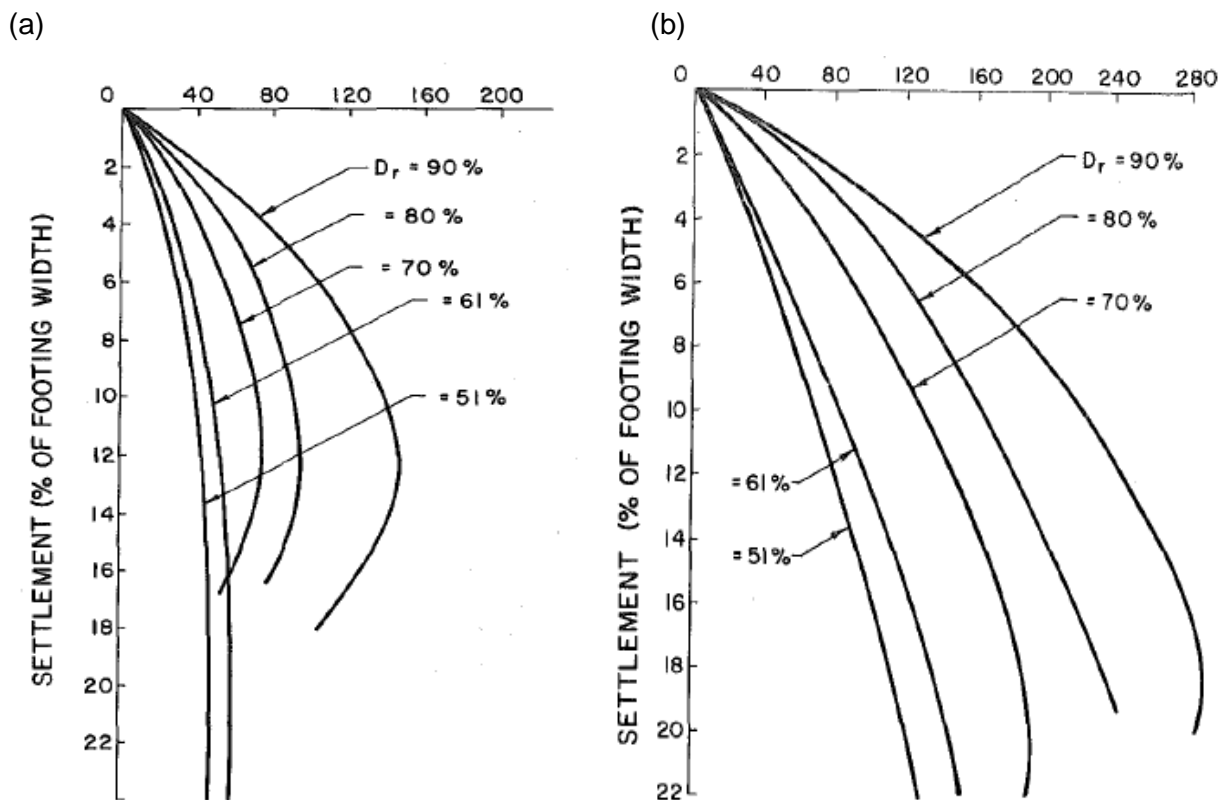 (a)
0 40 80 120 160 200
2
4
6
8
10
12
14
16
18
20
22
SETTLEMENT (% OF FOOTING WIDTH)
Dr = 90 %
= 80 %
= 70 %
= 61 %
= 51 %
(b)
0 40 80 120 160 200 240 280
2
4
6
8
10
12
14
16
18
20
22
SETTLEMENT (% OF FOOTING WIDTH)
Dr = 90 %
= 80 %
= 70 %
= 61 %
= 51 %